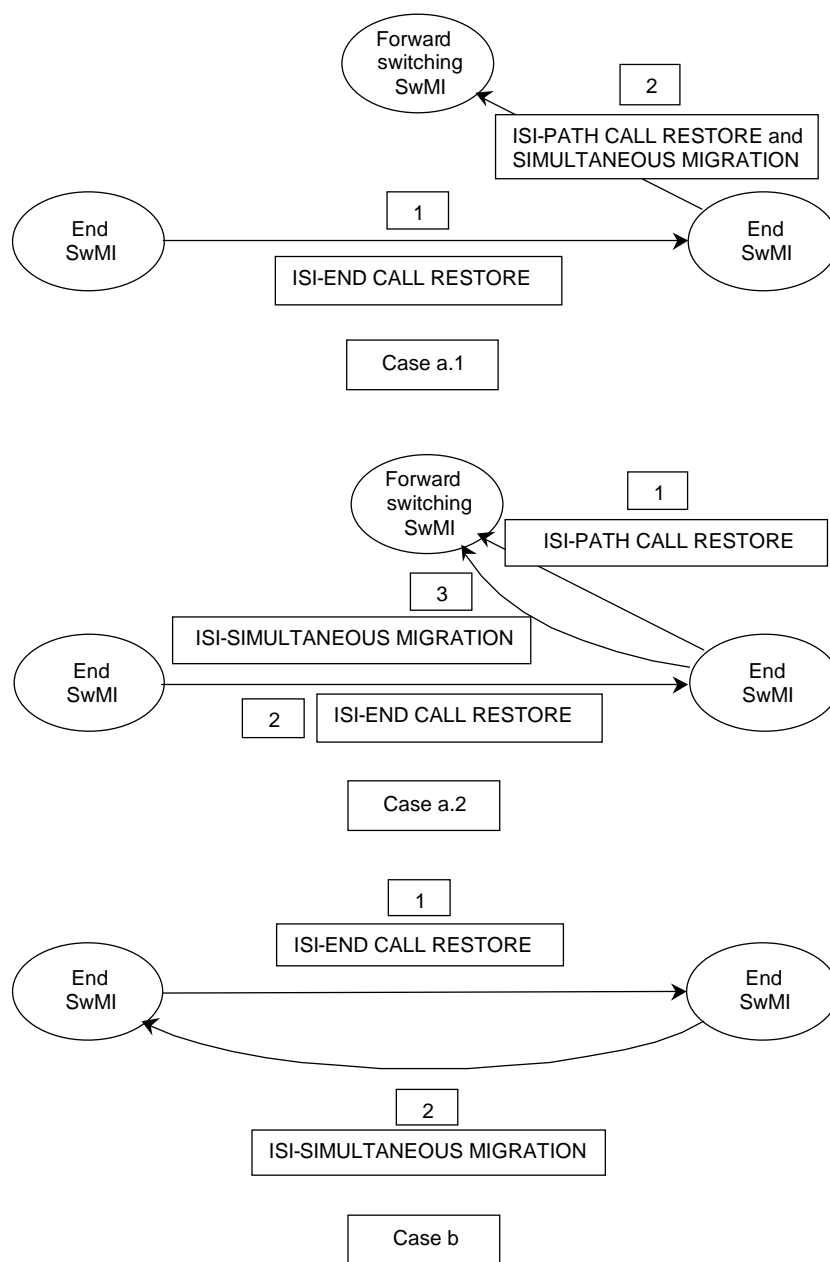 Forward
switching
SwMI
2
ISI-PATH CALL RESTORE and
SIMULTANEOUS MIGRATION
1
End
SwMI
End
SwMI
ISI-END CALL RESTORE
Case a.1
Forward
switching
SwMI
1
ISI-PATH CALL RESTORE
3
ISI-SIMULTANEOUS MIGRATION
End
SwMI
End
SwMI
2
ISI-END CALL RESTORE
Case a.2
1
ISI-END CALL RESTORE
End
SwMI
End
SwMI
2
ISI-SIMULTANEOUS MIGRATION
Case b